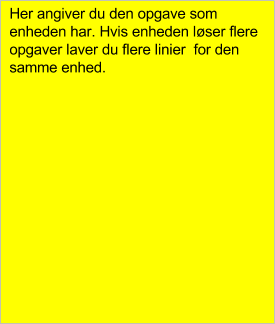 Her angiver du den opgave som
enheden har. Hvis enheden løser flere
opgaver laver du flere linier  for den
samme enhed.